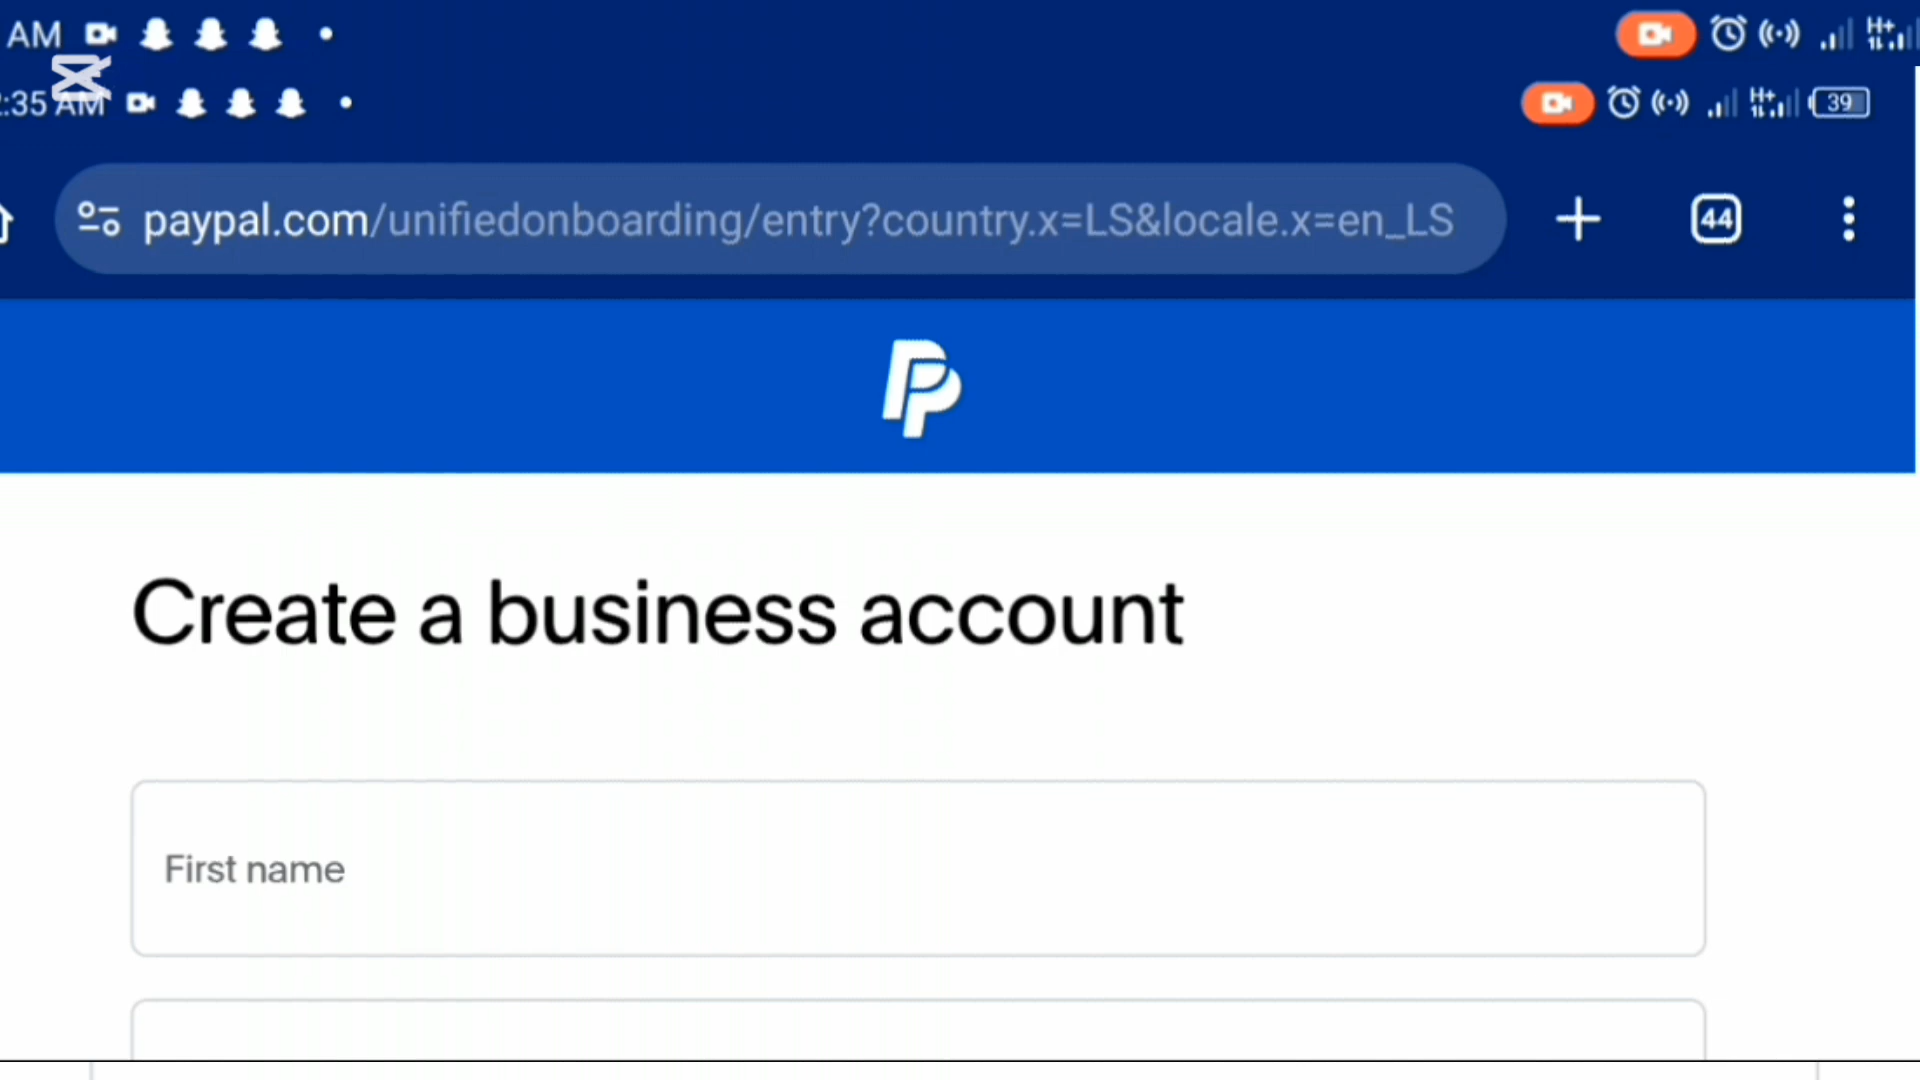 AM
:35 AM
39
paypal.com/unifiedonboarding/entry?country.x=LS&locale.x=en_LS
44
Create a business account
First name